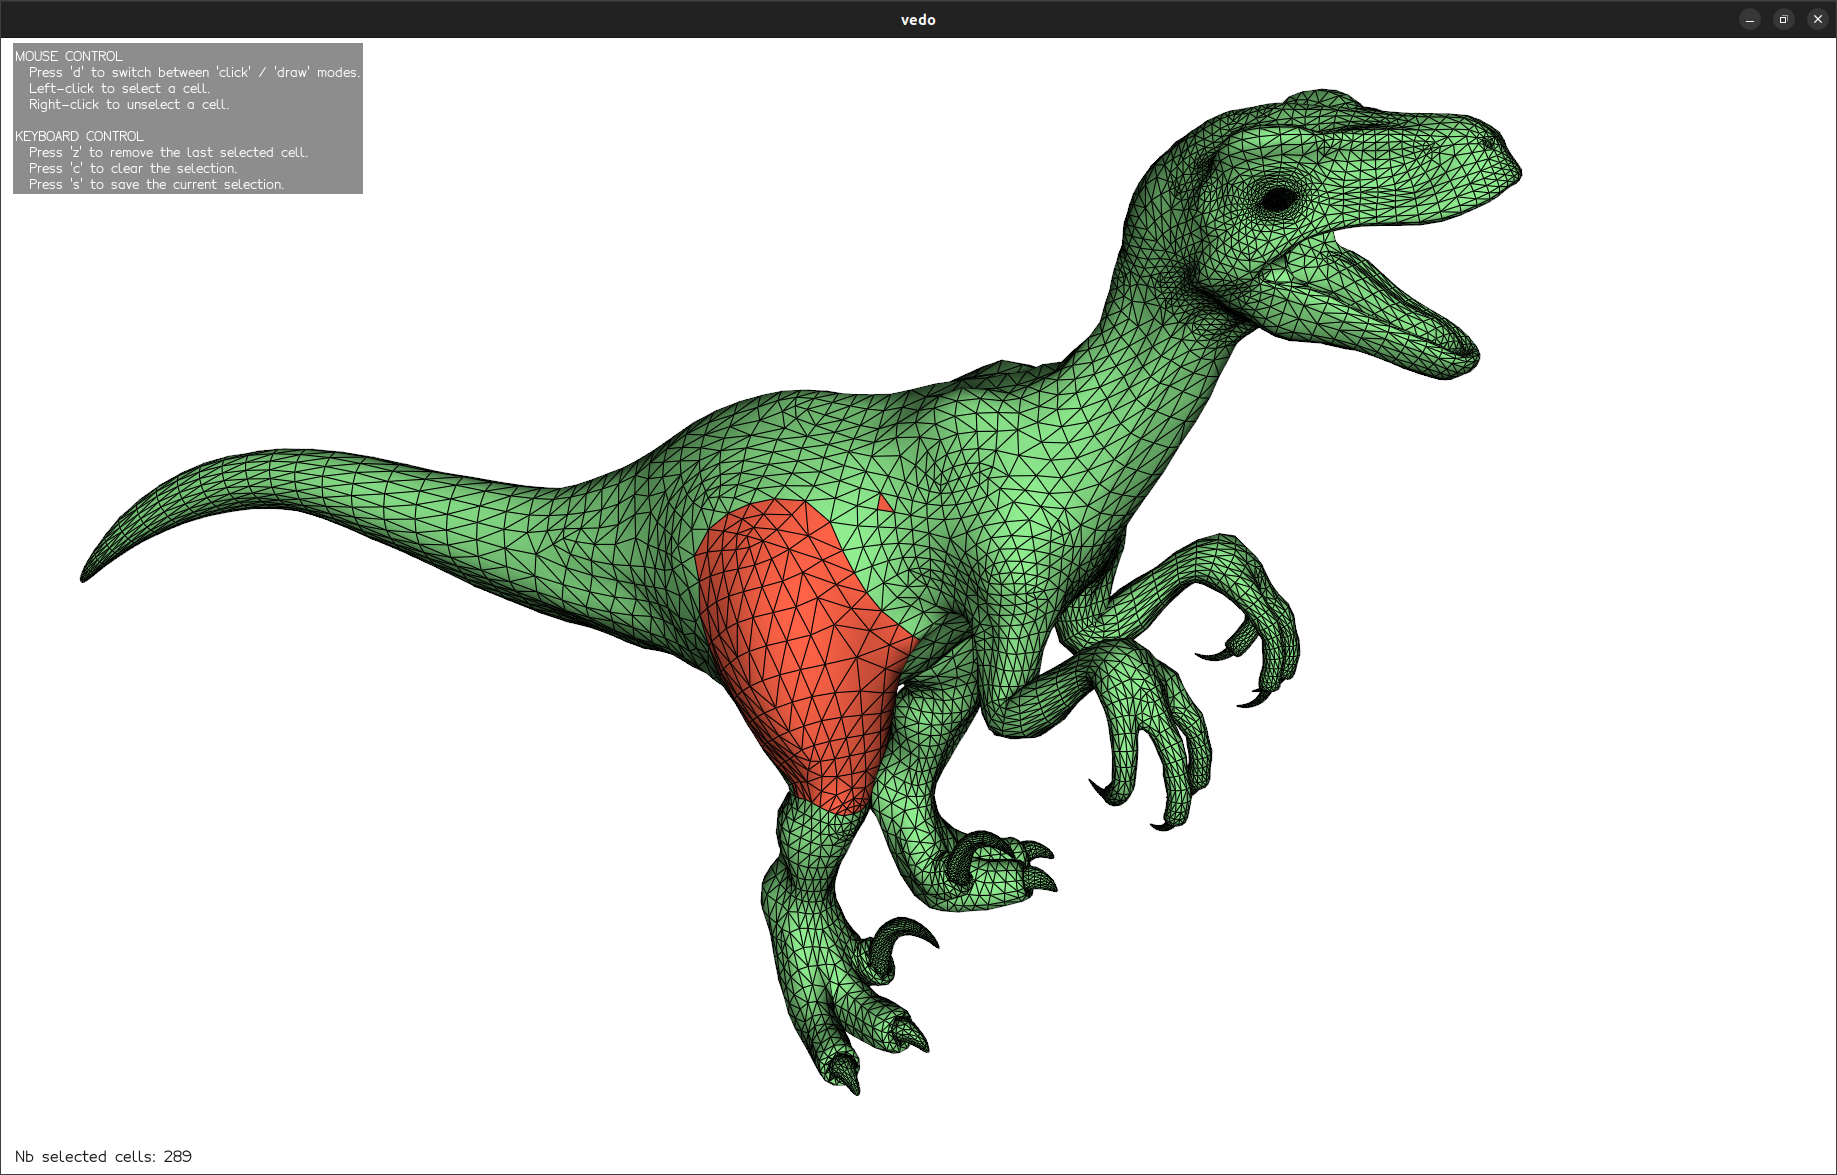 vedo
MOUSE CONTROL
Press 'd' to switch between 'click' / 'draw' modes.
Left-click to select a cell.
Right-click to unselect a cell.
KEYBOARD CONTROL
Press 'z' to remove the last selected cell.
Press 'c' to clear the selection.
Press 's' to save the current selection.
Nb selected cells: 289